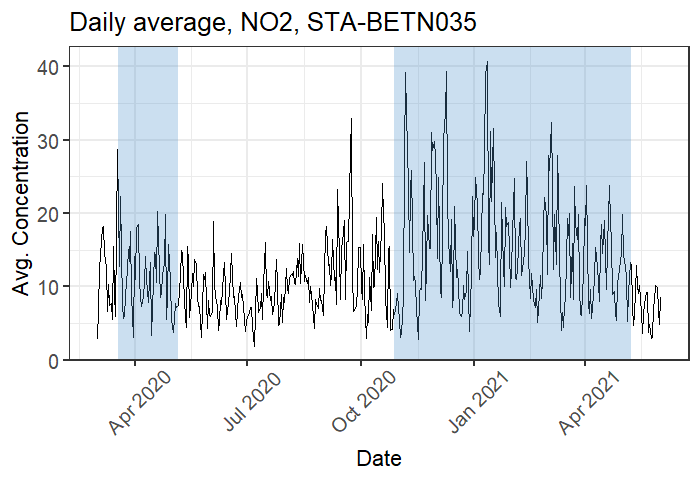 Daily average, NO2, STA-BETN035
Avg. Concentration
40
30
20
10
0
Apr 2020
Jul 2020
Oct 2020
Jan 2021
Apr 2021
Date